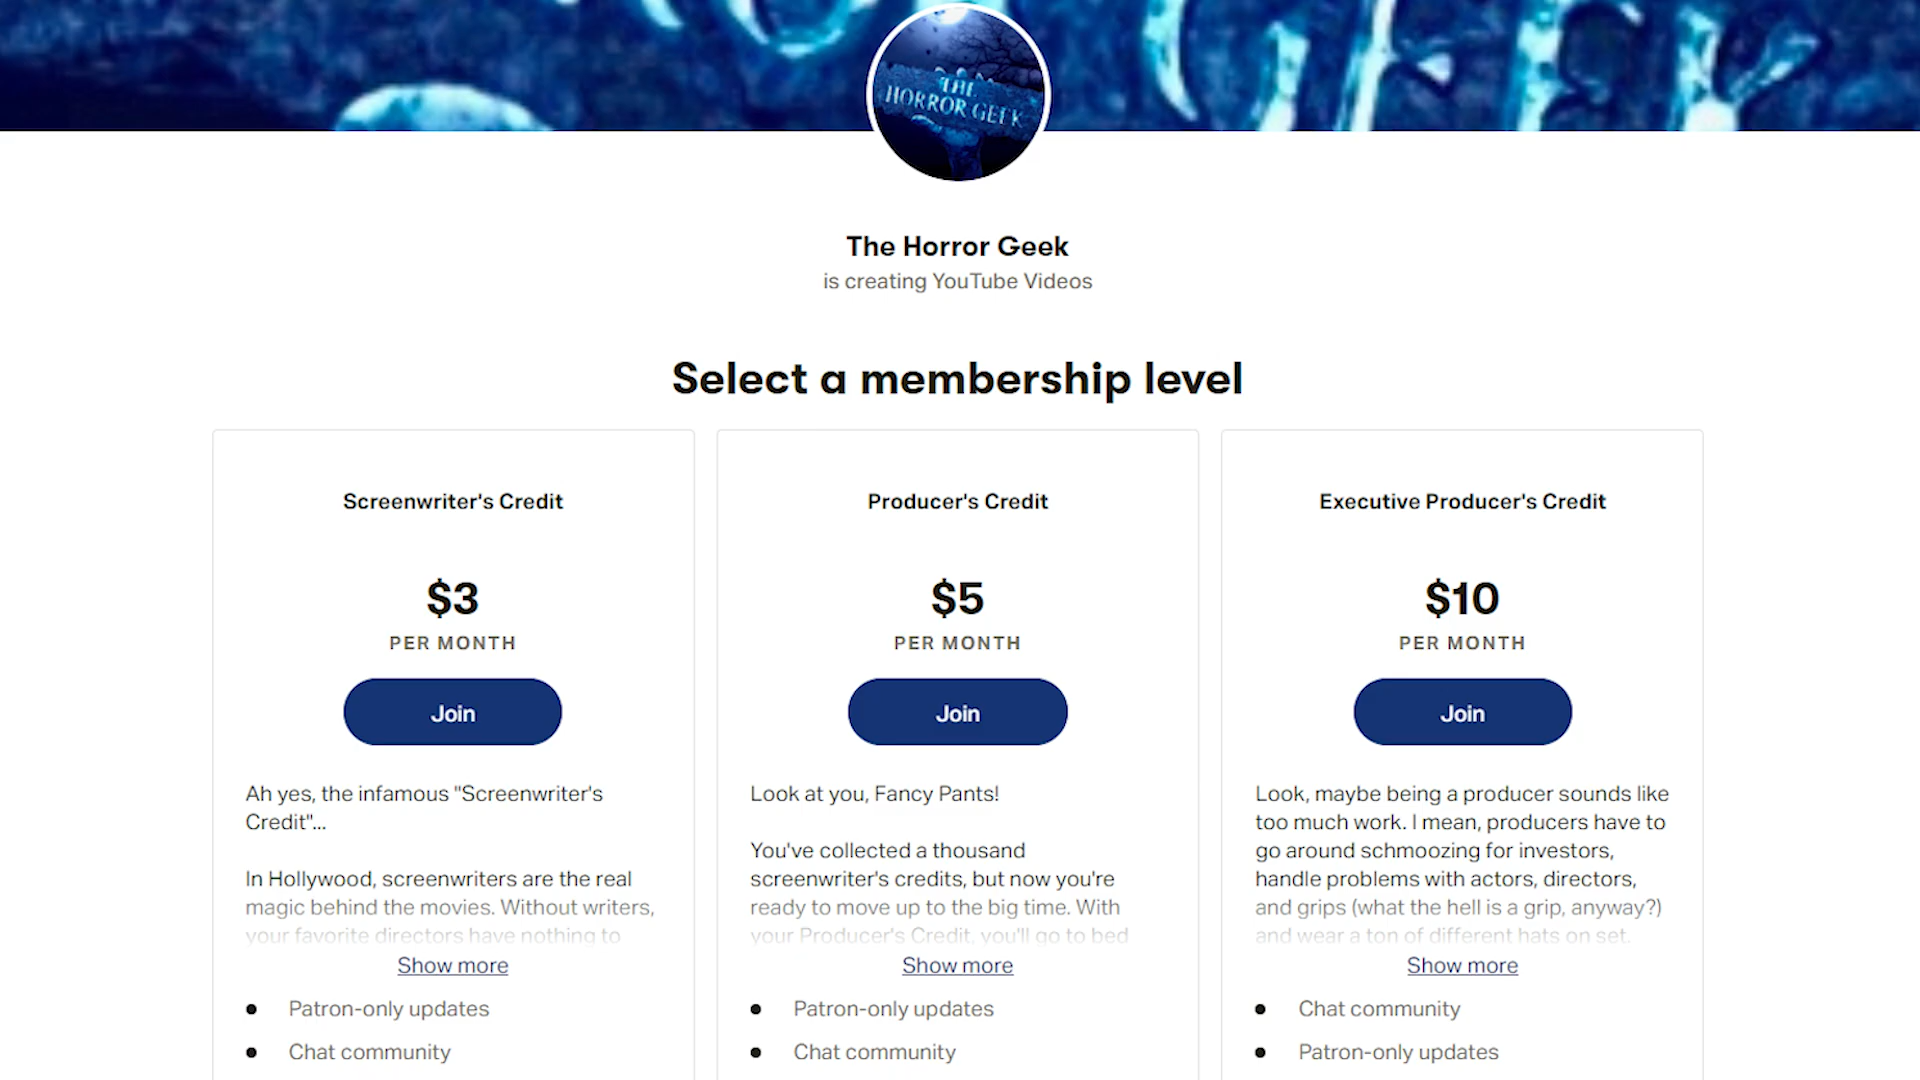 THE
HORROR GEEK
The Horror Geek
is creating YouTube Videos
Select a membership level
Screenwriter's Credit
$3
PER MONTH
Join
Ah yes, the infamous "Screenwriter's
Credit"...
In Hollywood, screenwriters are the real
magic behind the movies. Without writers,
your favorite directors have nothing to
Show more
Patron-only updates
Chat community
Producer's Credit
$5
PER MONTH
Join
Look at you, Fancy Pants!
You've collected a thousand
screenwriter's credits, but now you're
ready to move up to the big time. With
your Producer's Credit, you'll go to bed
Show more
Patron-only updates
Chat community
Executive Producer's Credit
$10
PER MONTH
Join
Look, maybe being a producer sounds like
too much work. I mean, producers have to
go around schmoozing for investors,
handle problems with actors, directors,
and grips (what the hell is a grip, anyway?)
and wear a ton of different hats on set.
Show more
Chat community
Patron-only updates